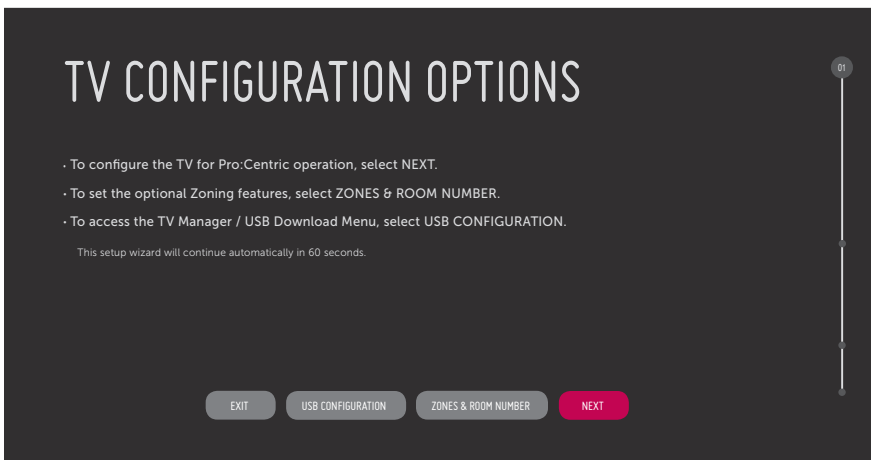 TV CONFIGURATION OPTIONS
01
· To configure the TV for Pro:Centric operation, select NEXT.
· To set the optional Zoning features, select ZONES & ROOM NUMBER.
· To access the TV Manager / USB Download Menu, select USB CONFIGURATION.
This setup wizard will continue automatically in 60 seconds.
EXIT USB CONFIGURATION ZONES & ROOM NUMBER NEXT